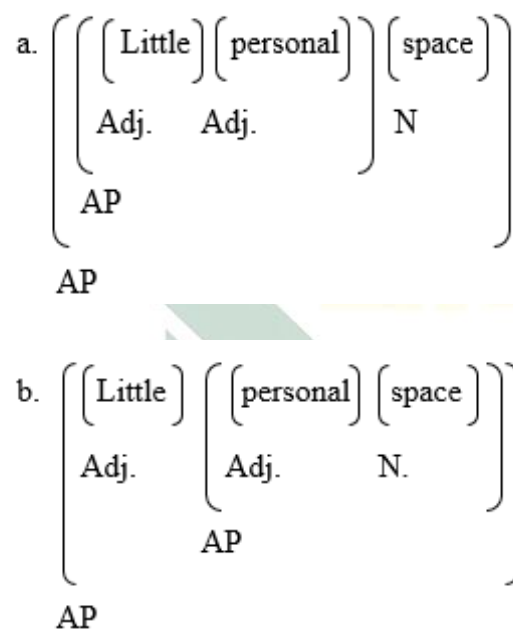 a. Little personal space
Adj. Adj. N
AP
AP
b. Little personal space
Adj. Adj. N.
AP
AP